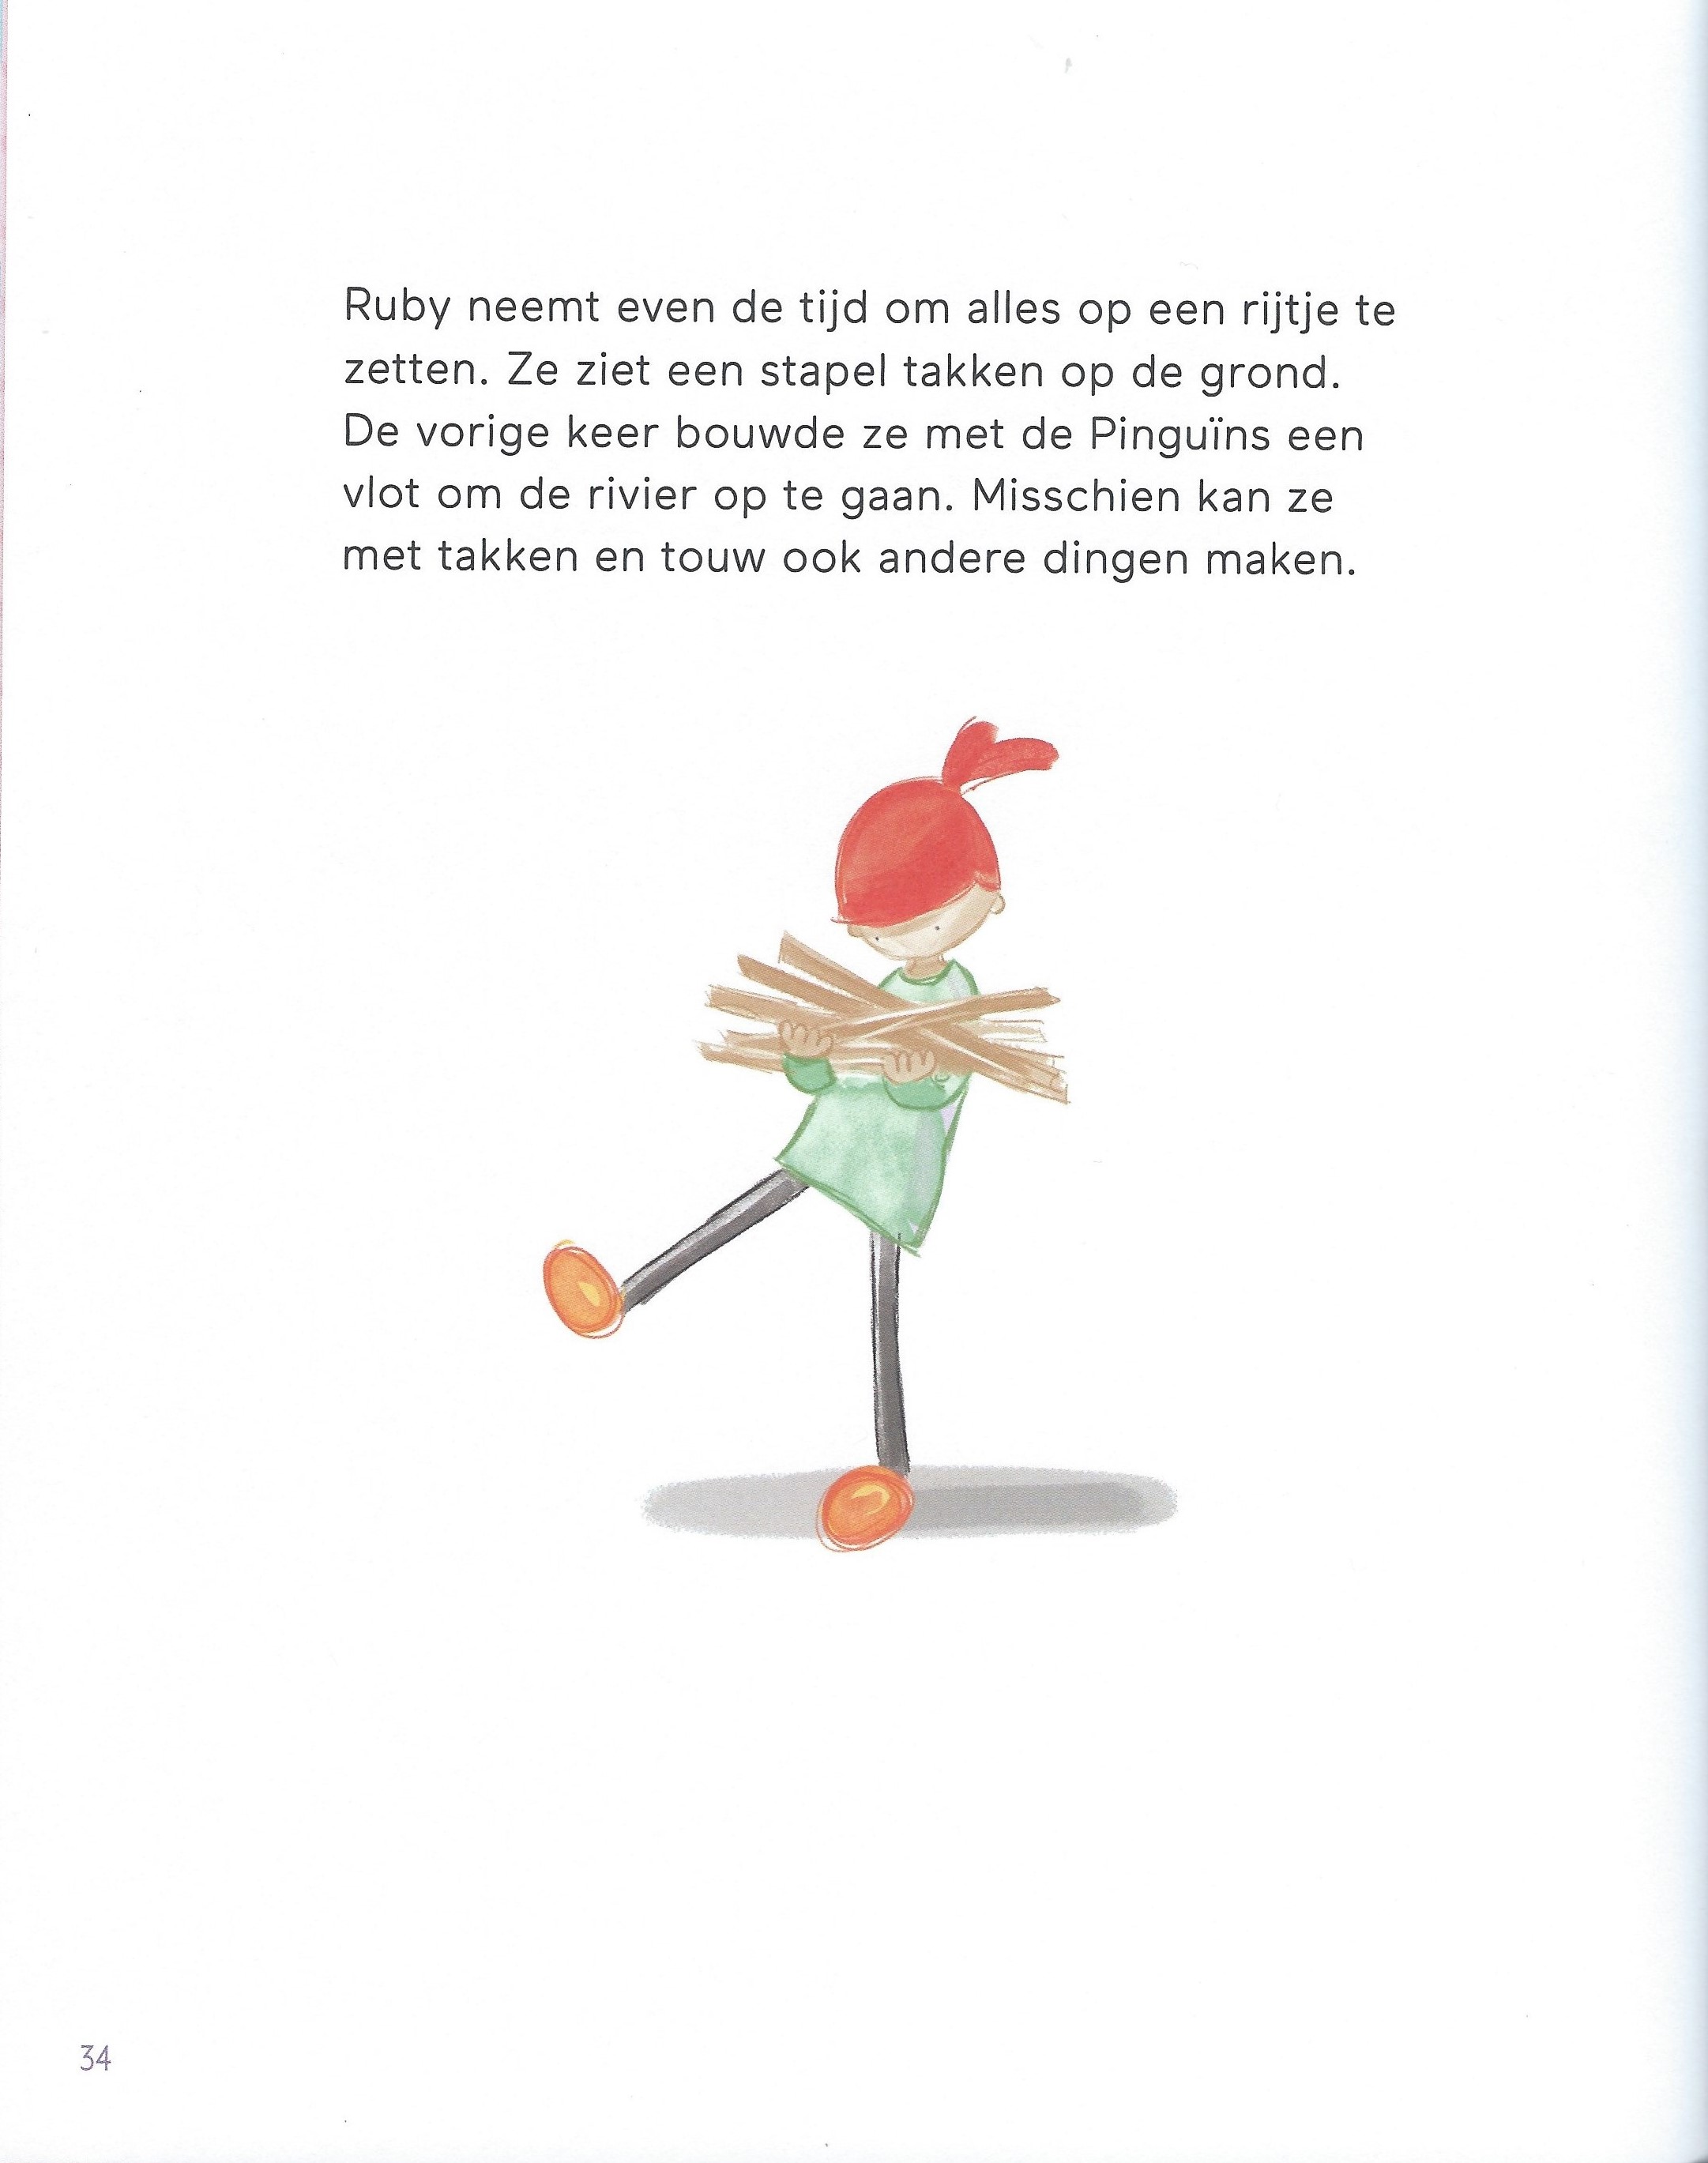 Ruby neemt even de tijd om alles op een rijtje te
zetten. Ze ziet een stapel takken op de grond.
De vorige keer bouwde ze met de Pinguïns een
vlot om de rivier op te gaan. Misschien kan ze
met takken en touw ook andere dingen maken.
34